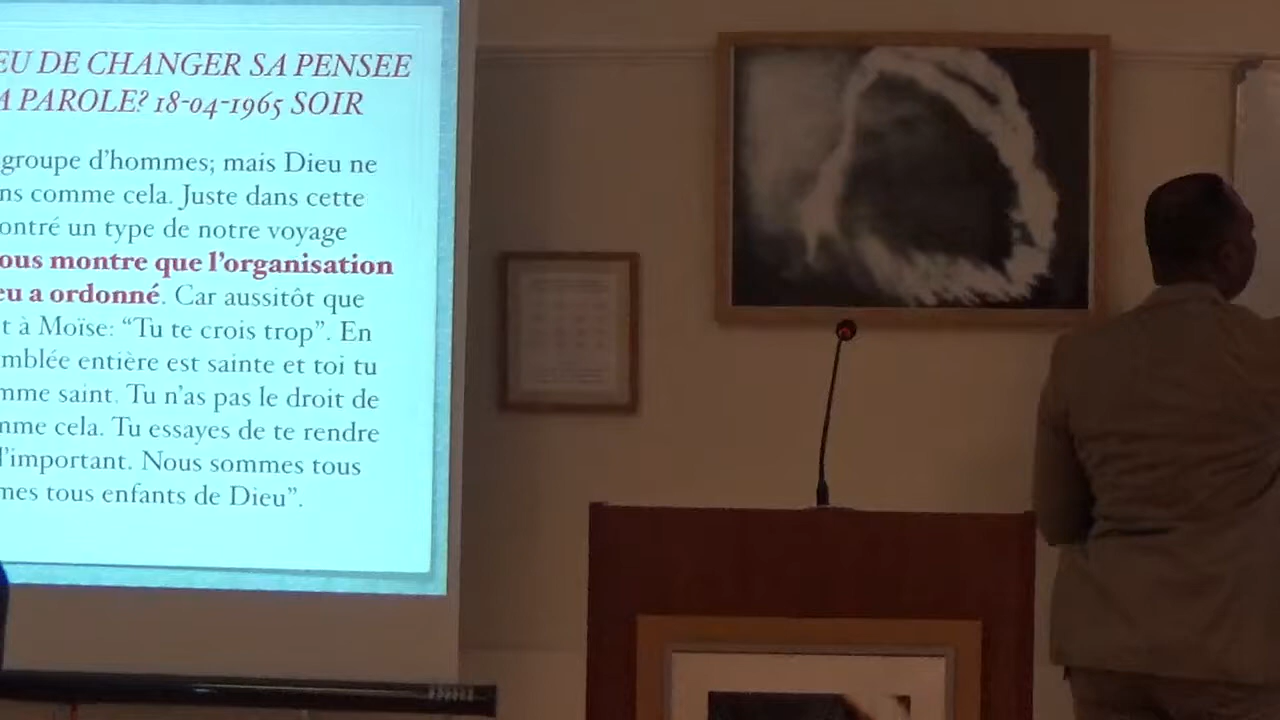 EU DE CHANGER SA PENSEE
A PAROLE? 18-04-1965 SOIR
groupe d'hommes; mais Dieu ne
ns comme cela. Juste dans cette
ontré un type de notre voyage
ous montre que l'organisation
eu a ordonné. Car aussitôt que
t à Moïse: “Tu te crois trop”. En
mblée entière est sainte et toi tu
mme saint. Tu n'as pas le droit de
mme cela. Tu essayes de te rendre
l'important. Nous sommes tous
mes tous enfants de Dieu”.